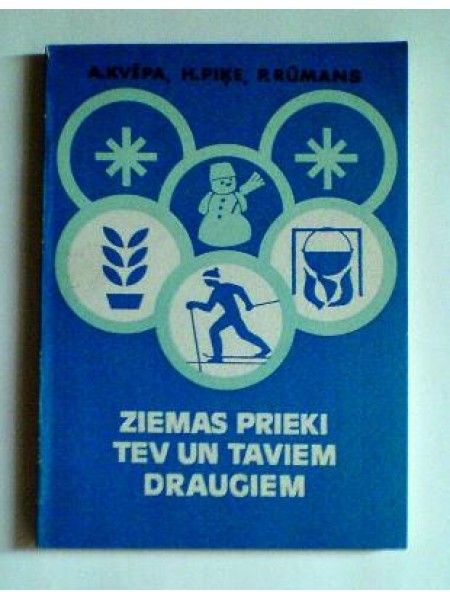 A.KVĒPA, H.PIĶE, P.RŪMANS
ZIEMAS PRIEKI
TEV UN TAVIEM
DRAUGIEM